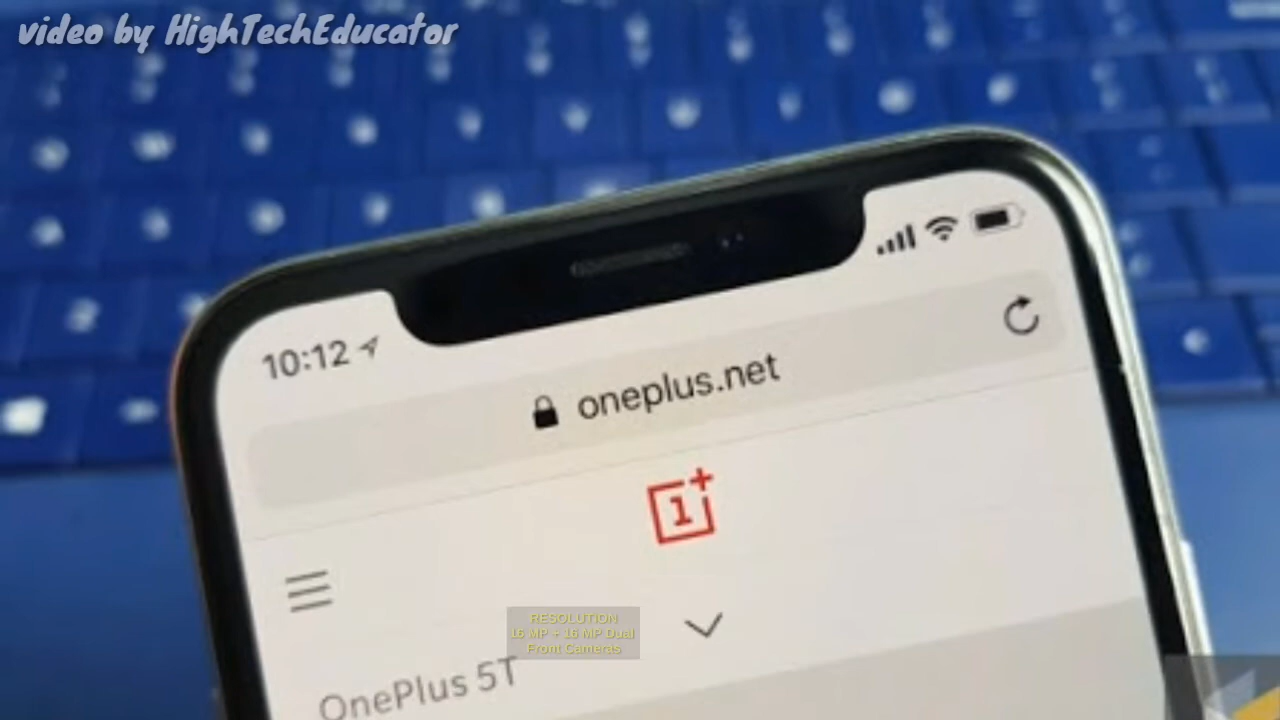 video by HighTechEducator
10:12
oneplus.net
1+
RESOLUTION
16 MP + 16 MP Dual
Front Cameras
OnePlus 5T